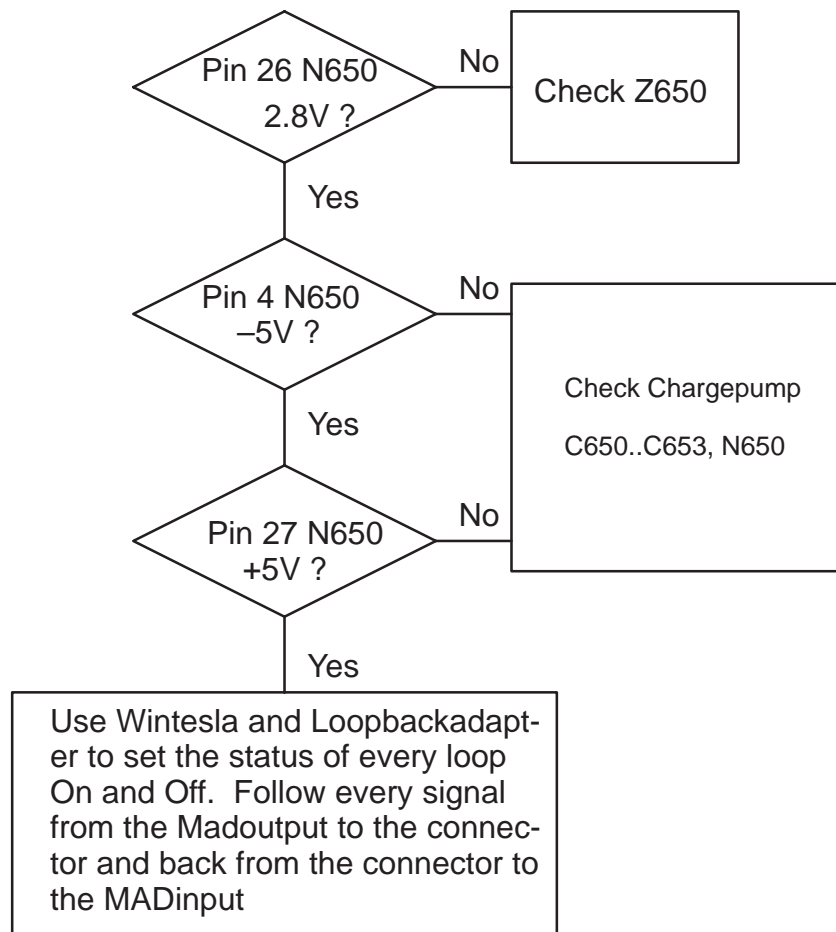 Pin 26 N650
2.8V ?
No
Check Z650
Yes
Pin 4 N650
–5V ?
No
Check Chargepump
C650..C653, N650
Yes
Pin 27 N650
+5V ?
No
Yes
Use Wintesla and Loopbackadapt-
er to set the status of every loop
On and Off.  Follow every signal
from the Madoutput to the connec-
tor and back from the connector to
the MADinput